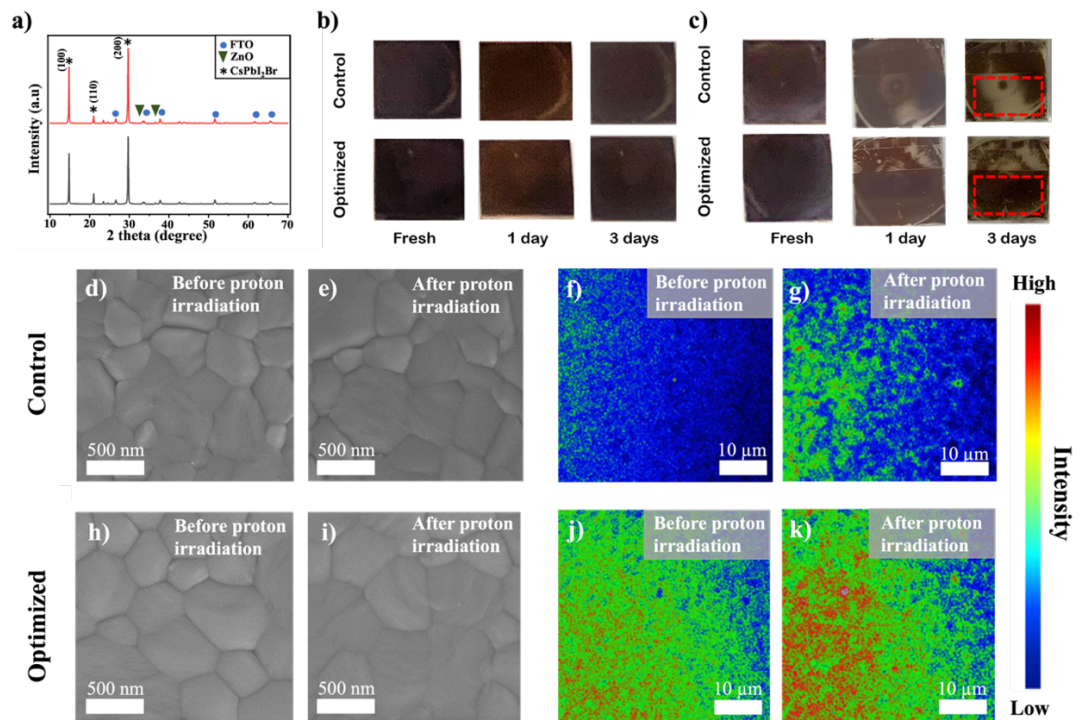 a)
(100)
* (110)
(200)
FTO
ZnO
* CsPbI₂Br
Intensity (a.u)
10 20 30 40 50 60 70
2 theta (degree)
b)
Control
Optimized
Fresh 1 day 3 days
c)
Control
Optimized
Fresh 1 day 3 days
Control
d)
Before proton
irradiation
500 nm
e)
After proton
irradiation
500 nm
f)
Before proton
irradiation
10 µm
g)
After proton
irradiation
10 µm
Optimized
h)
Before proton
irradiation
500 nm
i)
After proton
irradiation
500 nm
j)
Before proton
irradiation
10 µm
k)
After proton
irradiation
10 µm
High
Intensity
Low